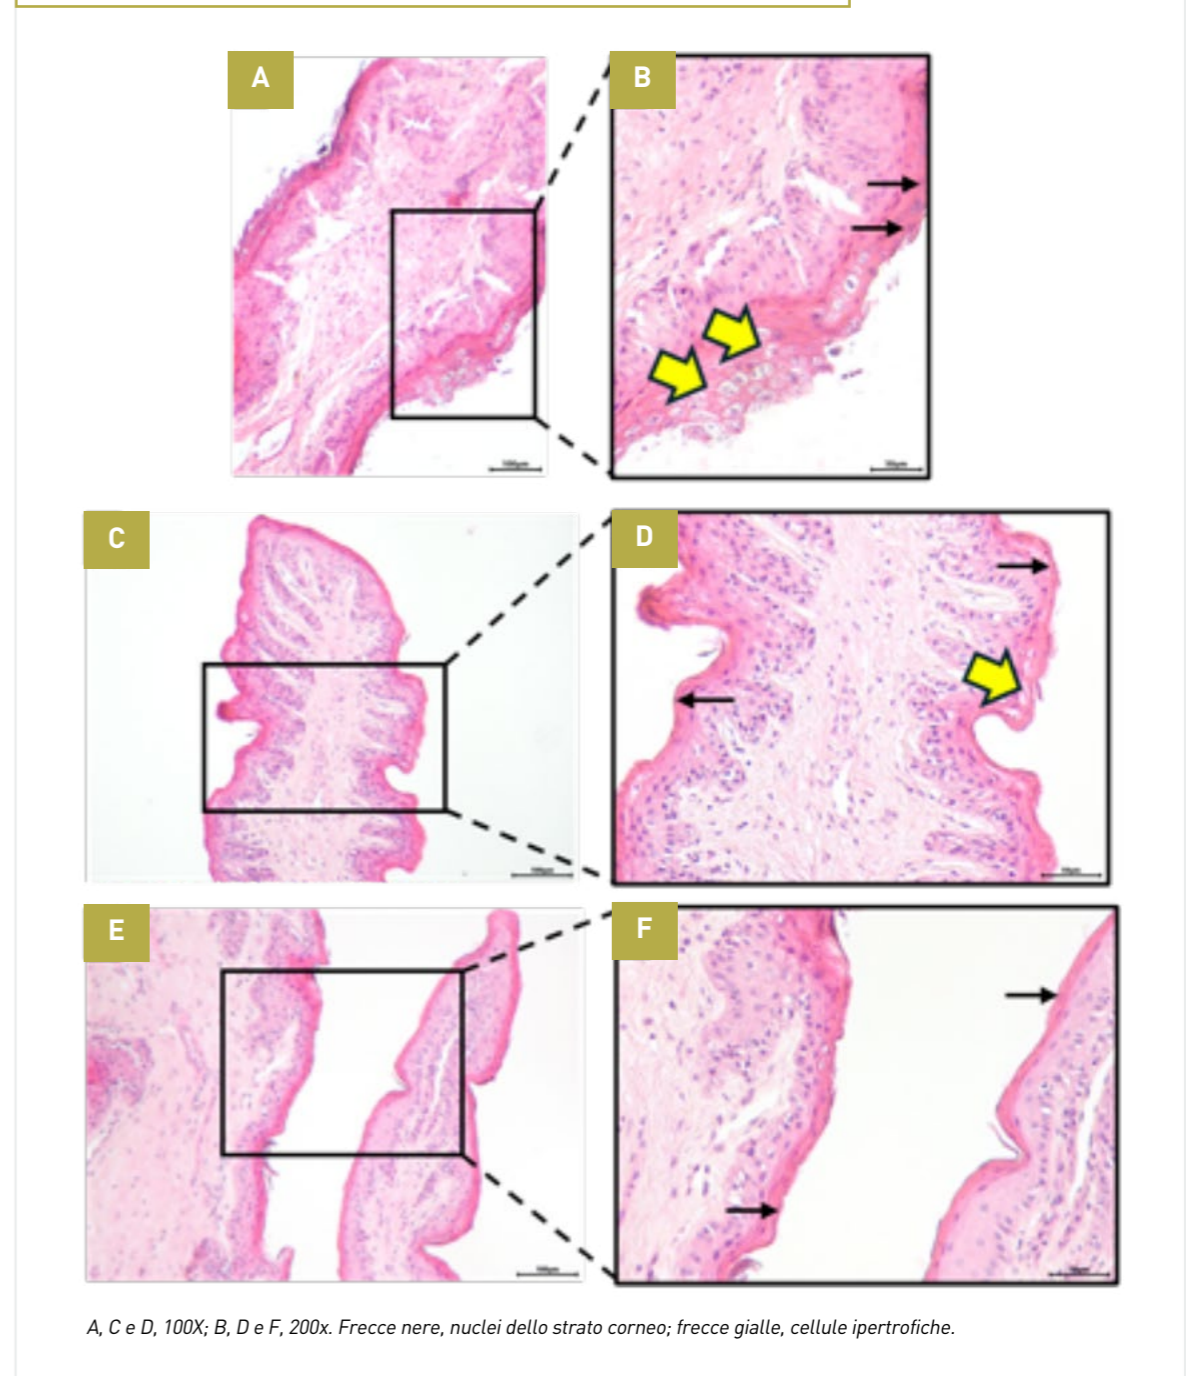 A
B
C
D
E
F
A, C e D, 100X; B, D e F, 200x. Frecce nere, nuclei dello strato corneo; frecce gialle, cellule ipertrofiche.